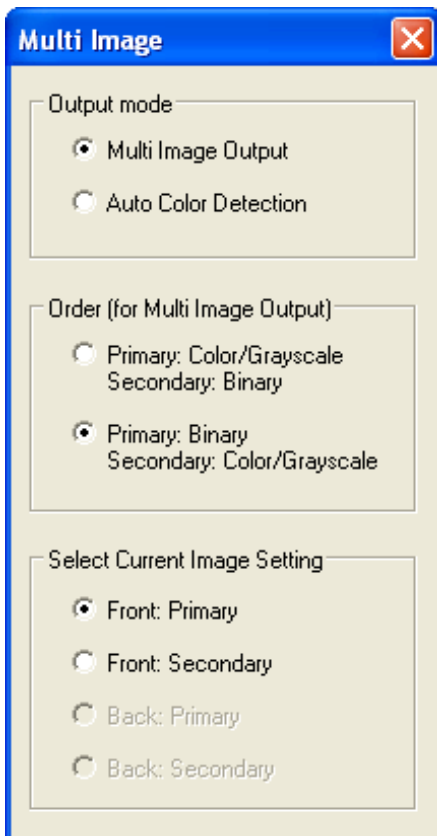 Multi Image
Output mode
Multi Image Output
Auto Color Detection
Order (for Multi Image Output)
Primary: Color/Grayscale
Secondary: Binary
Primary: Binary
Secondary: Color/Grayscale
Select Current Image Setting
Front: Primary
Front: Secondary
Back: Primary
Back: Secondary